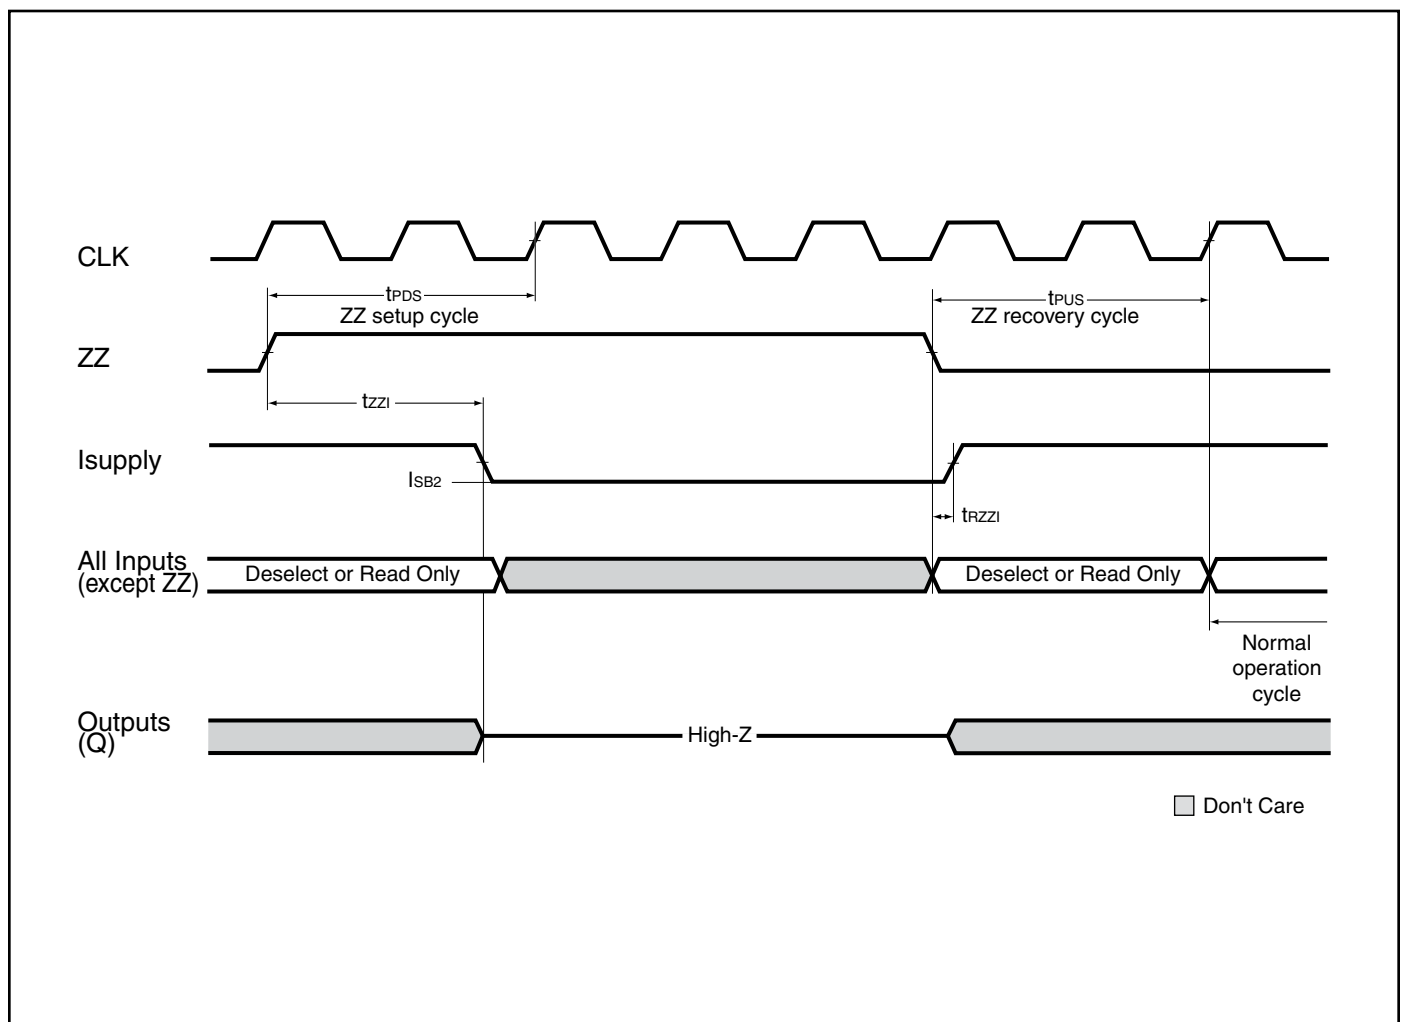 CLK
tPDS
ZZ setup cycle
tPUS
ZZ recovery cycle
ZZ
tZZI
Isupply
ISB2
tRZZI
All Inputs
(except ZZ)
Deselect or Read Only
Deselect or Read Only
Normal
operation
cycle
Outputs
(Q)
High-Z
Don't Care